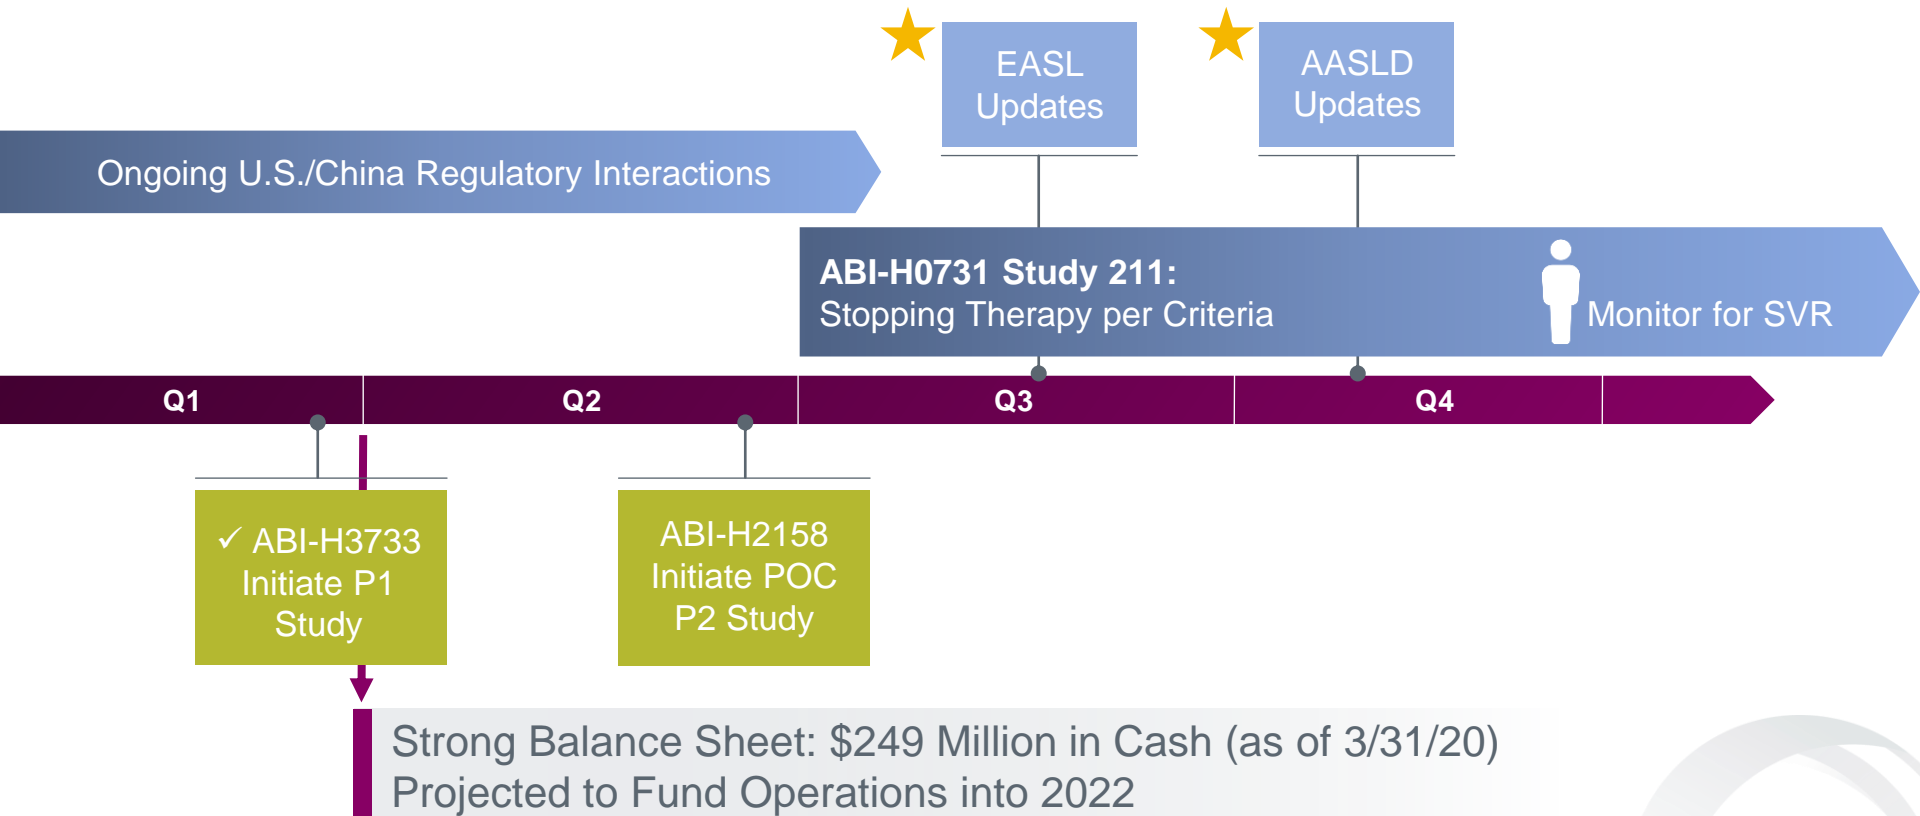 EASL
Updates
AASLD
Updates
Ongoing U.S./China Regulatory Interactions
ABI-H0731 Study 211:
Stopping Therapy per Criteria
Monitor for SVR
Q1
Q2
Q3
Q4
✓ ABI-H3733
Initiate P1
Study
ABI-H2158
Initiate POC
P2 Study
Strong Balance Sheet: $249 Million in Cash (as of 3/31/20)
Projected to Fund Operations into 2022